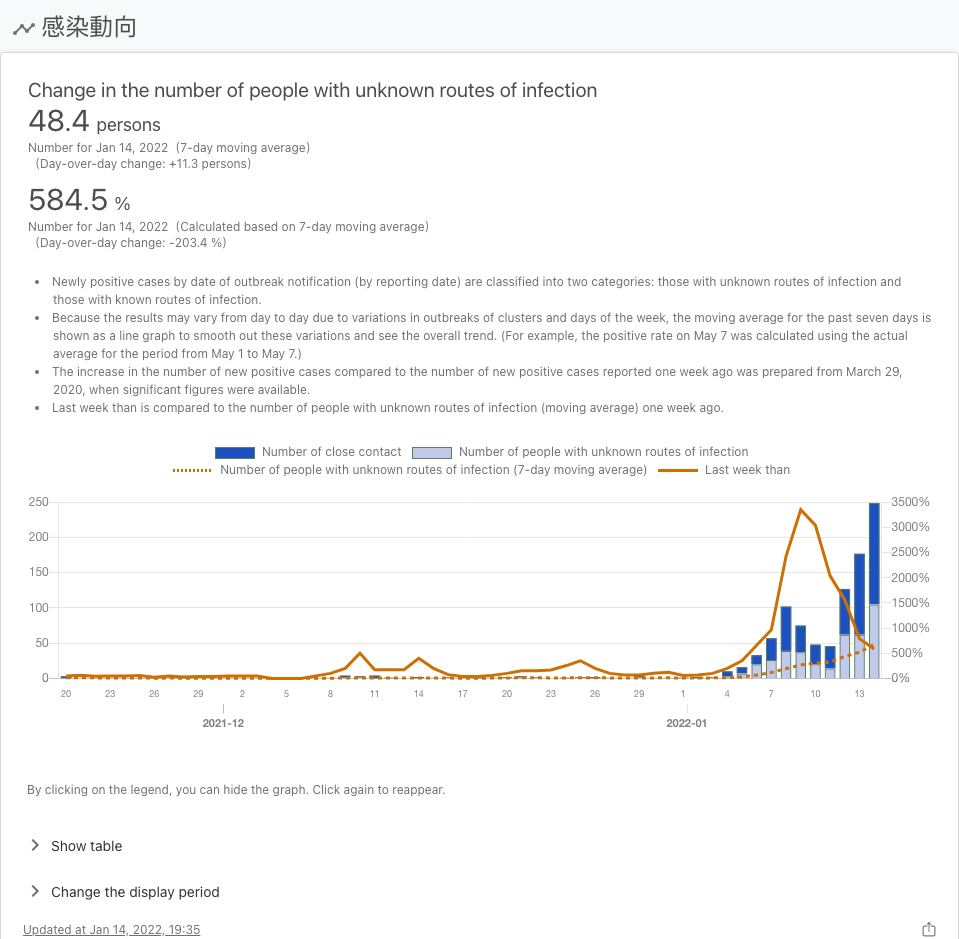 感染動向
Change in the number of people with unknown routes of infection
48.4 persons
Number for Jan 14, 2022 (7-day moving average)
(Day-over-day change: +11.3 persons)
584.5 %
Number for Jan 14, 2022 (Calculated based on 7-day moving average)
(Day-over-day change: -203.4 %)
• Newly positive cases by date of outbreak notification (by reporting date) are classified into two categories: those with unknown routes of infection and
those with known routes of infection.
• Because the results may vary from day to day due to variations in outbreaks of clusters and days of the week, the moving average for the past seven days is
shown as a line graph to smooth out these variations and see the overall trend. (For example, the positive rate on May 7 was calculated using the actual
average for the period from May 1 to May 7.)
• The increase in the number of new positive cases compared to the number of new positive cases reported one week ago was prepared from March 29,
2020, when significant figures were available.
• Last week than is compared to the number of people with unknown routes of infection (moving average) one week ago.
Number of close contact Number of people with unknown routes of infection
Number of people with unknown routes of infection (7-day moving average) Last week than
250 3500%
3000%
200
2500%
150 2000%
1500%
100
1000%
50
500%
0 0%
20 23 26 29 2 5 8 11 14 17 20 23 26 29 1 4 7 10 13
2021-12 2022-01
By clicking on the legend, you can hide the graph. Click again to reappear.
Show table
Change the display period
Updated at Jan 14, 2022, 19:35